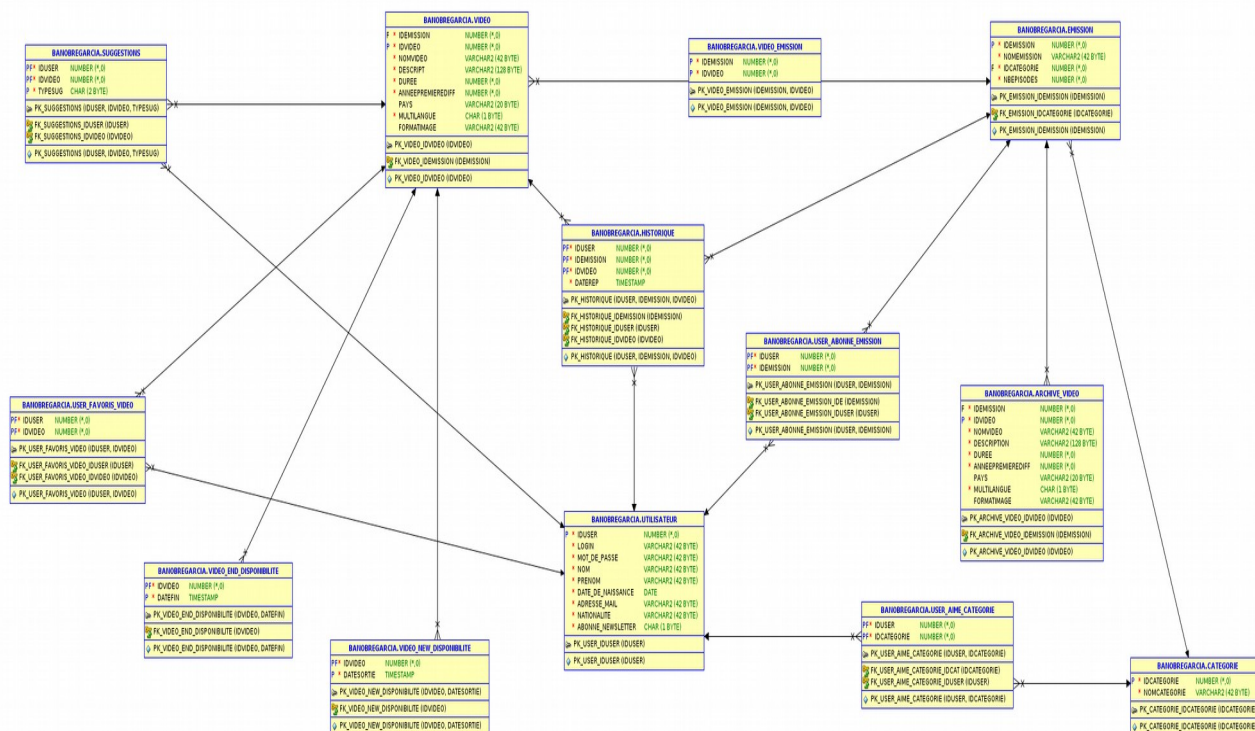 BANOBREGARCIA.SUGGESTIONS
PF* IDUSER NUMBER (*,0)
PF* IDVIDEO NUMBER (*,0)
P * TYPESUG CHAR (2 BYTE)
PK_SUGGESTIONS (IDUSER, IDVIDEO, TYPESUG)
FK_SUGGESTIONS_IDUSER (IDUSER)
FK_SUGGESTIONS_IDVIDEO (IDVIDEO)
PK_SUGGESTIONS (IDUSER, IDVIDEO, TYPESUG)
BANOBREGARCIA.VIDEO
F * IDEMISSION NUMBER (*,0)
P * IDVIDEO NUMBER (*,0)
* NOMVIDEO VARCHAR2 (42 BYTE)
* DESCRIPT VARCHAR2 (128 BYTE)
* DUREE NUMBER (*,0)
* ANNEEPREMIEREDIFF NUMBER (*,0)
PAYS VARCHAR2 (20 BYTE)
* MULTILANGUE CHAR (1 BYTE)
FORMATIMAGE VARCHAR2 (42 BYTE)
PK_VIDEO_IDVIDEO (IDVIDEO)
FK_VIDEO_IDEMISSION (IDEMISSION)
PK_VIDEO_IDVIDEO (IDVIDEO)
BANOBREGARCIA.VIDEO_EMISSION
P * IDEMISSION NUMBER (*,0)
P * IDVIDEO NUMBER (*,0)
PK_VIDEO_EMISSION (IDEMISSION, IDVIDEO)
PK_VIDEO_EMISSION (IDEMISSION, IDVIDEO)
BANOBREGARCIA.EMISSION
P * IDEMISSION NUMBER (*,0)
* NOMEMISSION VARCHAR2 (42 BYTE)
F * IDCATEGORIE NUMBER (*,0)
* NBEPISODES NUMBER (*,0)
PK_EMISSION_IDEMISSION (IDEMISSION)
FK_EMISSION_IDCATEGORIE (IDCATEGORIE)
PK_EMISSION_IDEMISSION (IDEMISSION)
BANOBREGARCIA.HISTORIQUE
PF* IDUSER NUMBER (*,0)
PF* IDEMISSION NUMBER (*,0)
PF* IDVIDEO NUMBER (*,0)
* DATEREP TIMESTAMP
PK_HISTORIQUE (IDUSER, IDEMISSION, IDVIDEO)
FK_HISTORIQUE_IDEMISSION (IDEMISSION)
FK_HISTORIQUE_IDUSER (IDUSER)
FK_HISTORIQUE_IDVIDEO (IDVIDEO)
PK_HISTORIQUE (IDUSER, IDEMISSION, IDVIDEO)
BANOBREGARCIA.USER_ABONNE_EMISSION
PF* IDUSER NUMBER (*,0)
PF* IDEMISSION NUMBER (*,0)
PK_USER_ABONNE_EMISSION (IDUSER, IDEMISSION)
FK_USER_ABONNE_EMISSION_IDE (IDEMISSION)
FK_USER_ABONNE_EMISSION_IDUSER (IDUSER)
PK_USER_ABONNE_EMISSION (IDUSER, IDEMISSION)
BANOBREGARCIA.ARCHIVE_VIDEO
F * IDEMISSION NUMBER (*,0)
P * IDVIDEO NUMBER (*,0)
* NOMVIDEO VARCHAR2 (42 BYTE)
* DESCRIPTION VARCHAR2 (128 BYTE)
* DUREE NUMBER (*,0)
* ANNEEPREMIEREDIFF NUMBER (*,0)
PAYS VARCHAR2 (20 BYTE)
* MULTILANGUE CHAR (1 BYTE)
FORMATIMAGE VARCHAR2 (42 BYTE)
PK_ARCHIVE_VIDEO_IDVIDEO (IDVIDEO)
FK_ARCHIVE_VIDEO_IDEMISSION (IDEMISSION)
PK_ARCHIVE_VIDEO_IDVIDEO (IDVIDEO)
BANOBREGARCIA.USER_FAVORIS_VIDEO
PF* IDUSER NUMBER (*,0)
PF* IDVIDEO NUMBER (*,0)
PK_USER_FAVORIS_VIDEO (IDUSER, IDVIDEO)
FK_USER_FAVORIS_VIDEO_IDUSER (IDUSER)
FK_USER_FAVORIS_VIDEO_IDVIDEO (IDVIDEO)
PK_USER_FAVORIS_VIDEO (IDUSER, IDVIDEO)
BANOBREGARCIA.UTILISATEUR
P * IDUSER NUMBER (*,0)
* LOGIN VARCHAR2 (42 BYTE)
* MOT_DE_PASSE VARCHAR2 (42 BYTE)
* NOM VARCHAR2 (42 BYTE)
* PRENOM VARCHAR2 (42 BYTE)
* DATE_DE_NAISSANCE DATE
* ADRESSE_MAIL VARCHAR2 (42 BYTE)
* NATIONALITE VARCHAR2 (42 BYTE)
* ABONNE_NEWSLETTER CHAR (1 BYTE)
PK_USER_IDUSER (IDUSER)
PK_USER_IDUSER (IDUSER)
BANOBREGARCIA.VIDEO_END_DISPONIBILITE
PF* IDVIDEO NUMBER (*,0)
P * DATEFIN TIMESTAMP
PK_VIDEO_END_DISPONIBILITE (IDVIDEO, DATEFIN)
FK_VIDEO_END_DISPONIBILITE (IDVIDEO)
PK_VIDEO_END_DISPONIBILITE (IDVIDEO, DATEFIN)
BANOBREGARCIA.VIDEO_NEW_DISPONIBILITE
PF* IDVIDEO NUMBER (*,0)
P * DATESORTIE TIMESTAMP
PK_VIDEO_NEW_DISPONIBILITE (IDVIDEO, DATESORTIE)
FK_VIDEO_NEW_DISPONIBILITE (IDVIDEO)
PK_VIDEO_NEW_DISPONIBILITE (IDVIDEO, DATESORTIE)
BANOBREGARCIA.USER_AIME_CATEGORIE
PF* IDUSER NUMBER (*,0)
PF* IDCATEGORIE NUMBER (*,0)
PK_USER_AIME_CATEGORIE (IDUSER, IDCATEGORIE)
FK_USER_AIME_CATEGORIE_IDCAT (IDCATEGORIE)
FK_USER_AIME_CATEGORIE_IDUSER (IDUSER)
PK_USER_AIME_CATEGORIE (IDUSER, IDCATEGORIE)
BANOBREGARCIA.CATEGORIE
P * IDCATEGORIE NUMBER (*,0)
* NOMCATEGORIE VARCHAR2 (42 BYTE)
PK_CATEGORIE_IDCATEGORIE (IDCATEGORIE
PK_CATEGORIE_IDCATEGORIE (IDCATEGORIE